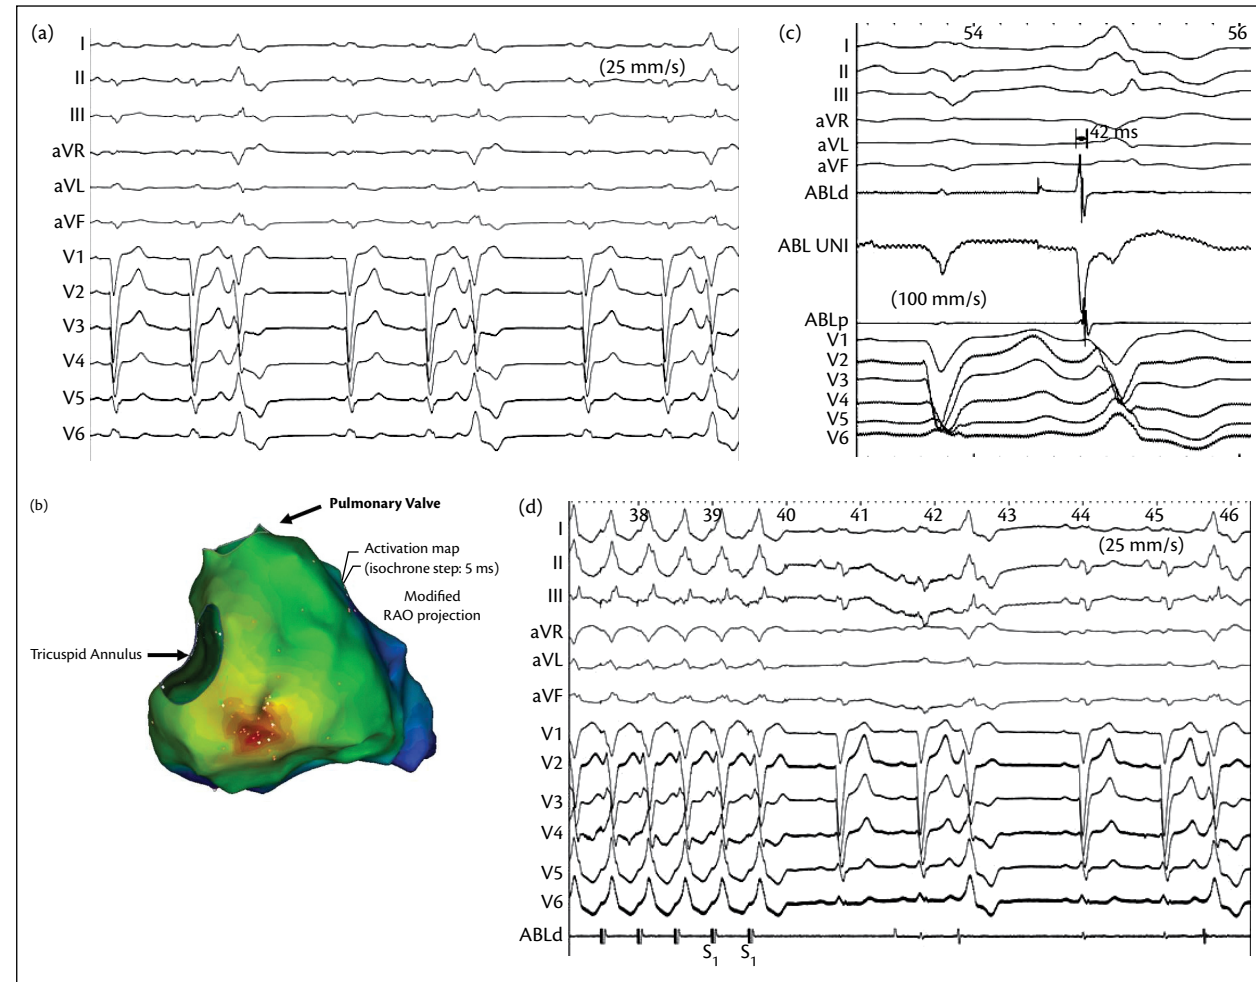 (a)
I
II
(25 mm/s)
III
aVR
aVL
aVF
V1
V2
V3
V4
V5
V6
(c)
54
56
I
II
III
aVR
42 ms
aVL
aVF
ABLd
ABL UNI
(100 mm/s)
ABLp
V1
V2
V3
V4
V5
V6
(b)
Pulmonary Valve
Activation map
(isochrone step: 5 ms)
Modified
RAO projection
Tricuspid Annulus
(d)
38 39 40 41 42 43 44 45 46
I
(25 mm/s)
II
III
aVR
aVL
aVF
V1
V2
V3
V4
V5
V6
ABLd
S1 S1